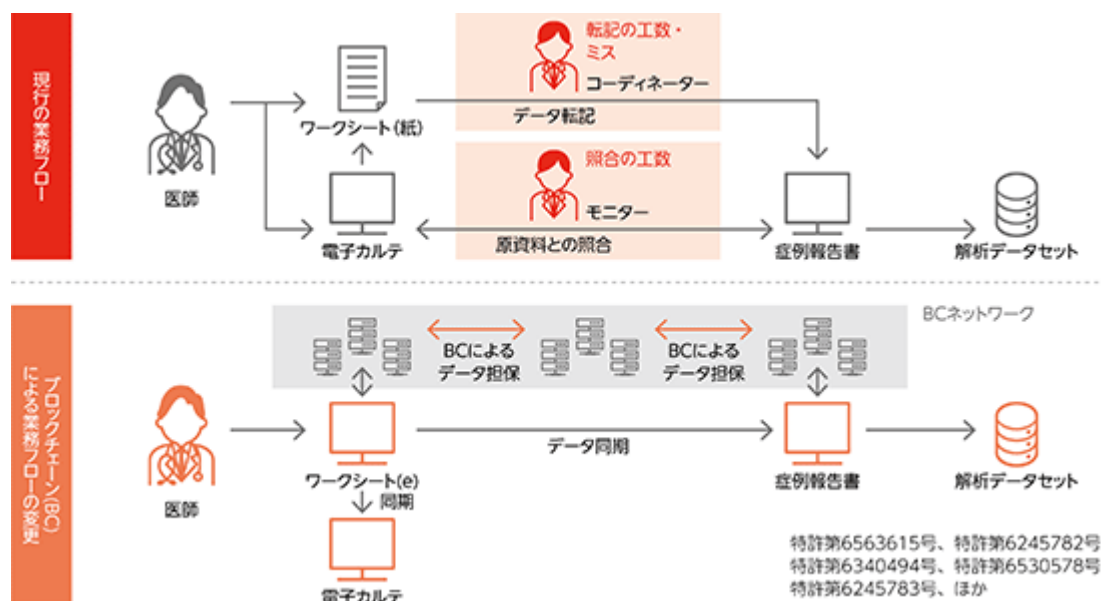 現行の業務フロー
転記の工数・
ミス
コーディネーター
データ転記
ワークシート(紙)
医師
照合の工数
モニター
原資料との照合
電子カルテ
症例報告書
解析データセット
ブロックチェーン(BC)
による業務フローの変更
BCネットワーク
BCによる
データ担保
BCによる
データ担保
データ同期
ワークシート(e)
同期
医師
電子カルテ
症例報告書
解析データセット
特許第6563615号、特許第6245782号
特許第6340494号、特許第6530578号
特許第6245783号、ほか